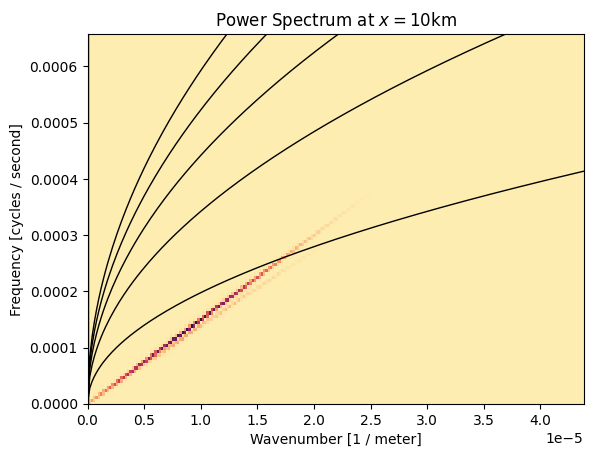 Power Spectrum at x = 10km
Frequency [cycles / second]
0.0006
0.0005
0.0004
0.0003
0.0002
0.0001
0.0000
0.0 0.5 1.0 1.5 2.0 2.5 3.0 3.5 4.0
1e−5
Wavenumber [1 / meter]